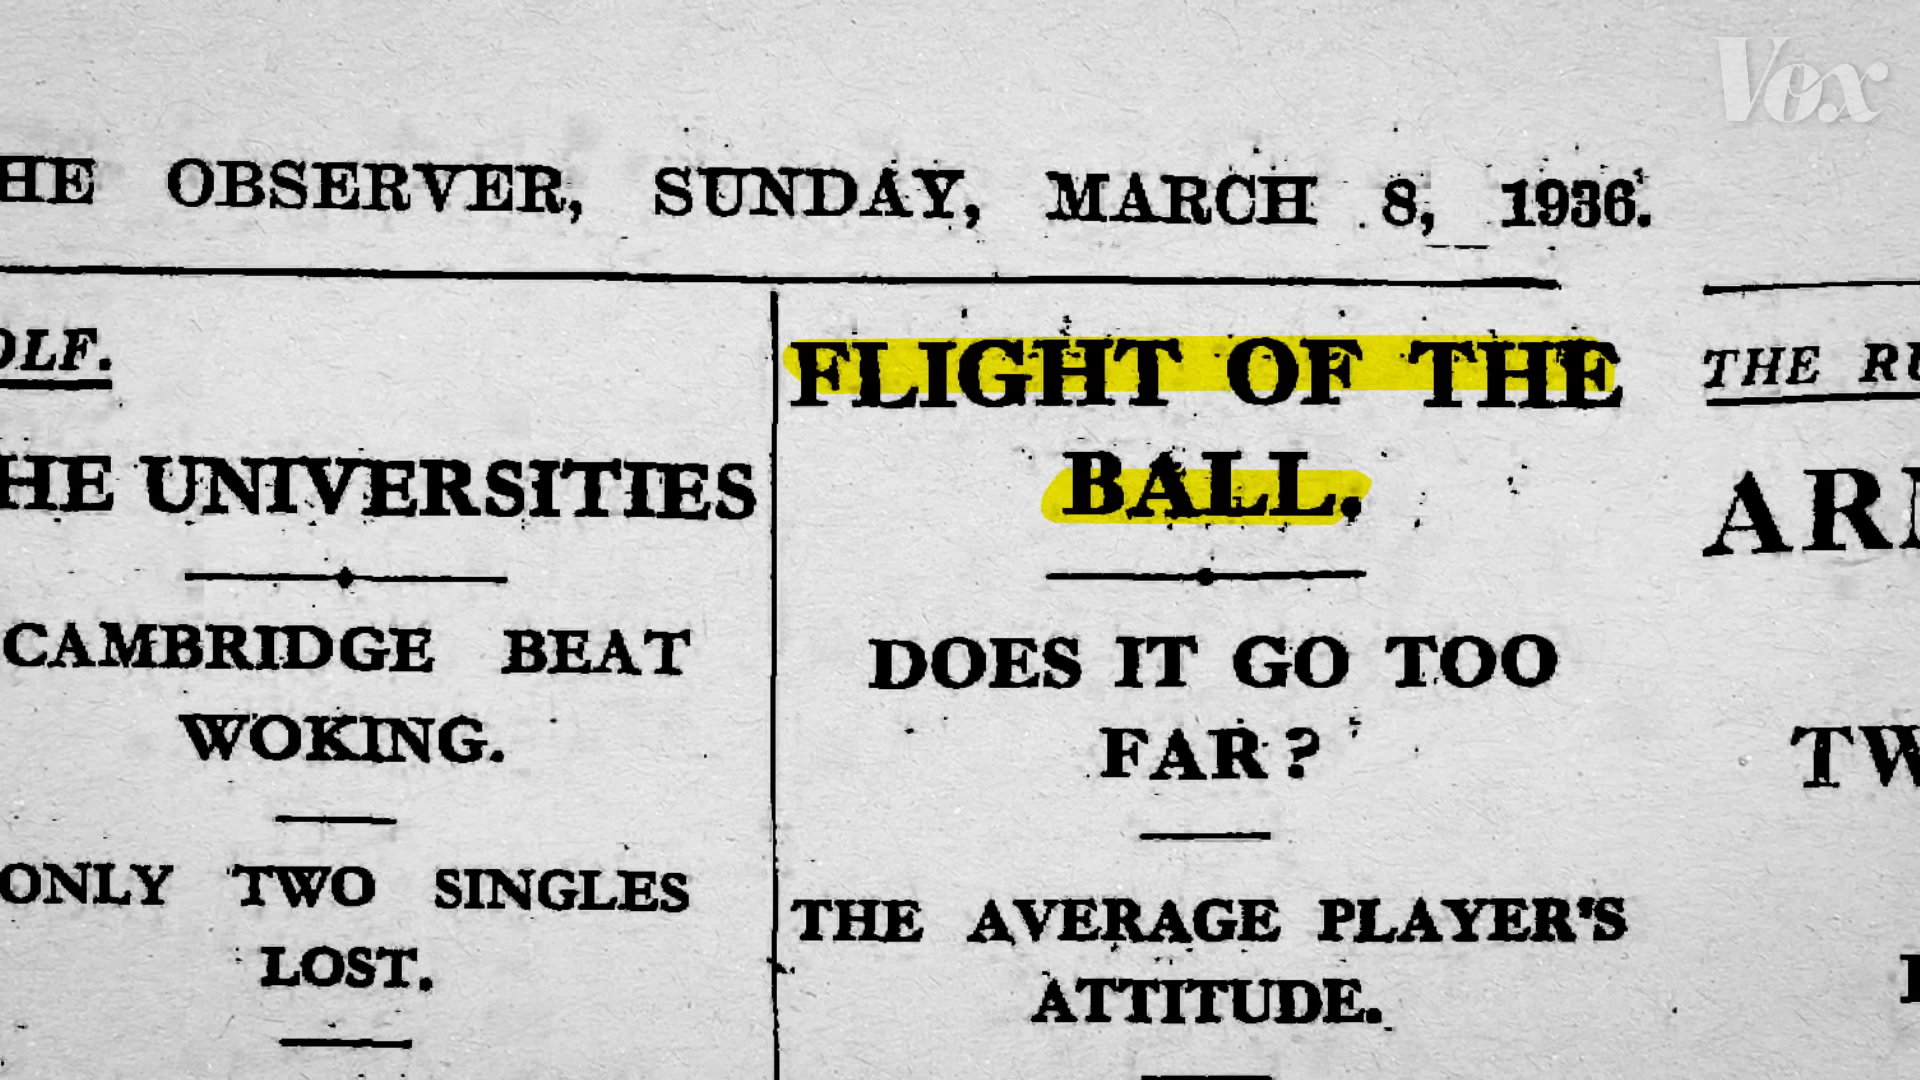 Vox
HE OBSERVER, SUNDAY, MARCH 8, 1936.
OLF.
HE UNIVERSITIES
CAMBRIDGE BEAT
WOKING.
ONLY TWO SINGLES
LOST.
FLIGHT OF THE
BALL.
DOES IT GO TOO
FAR?
THE AVERAGE PLAYER'S
ATTITUDE.
THE RU
AR
TW